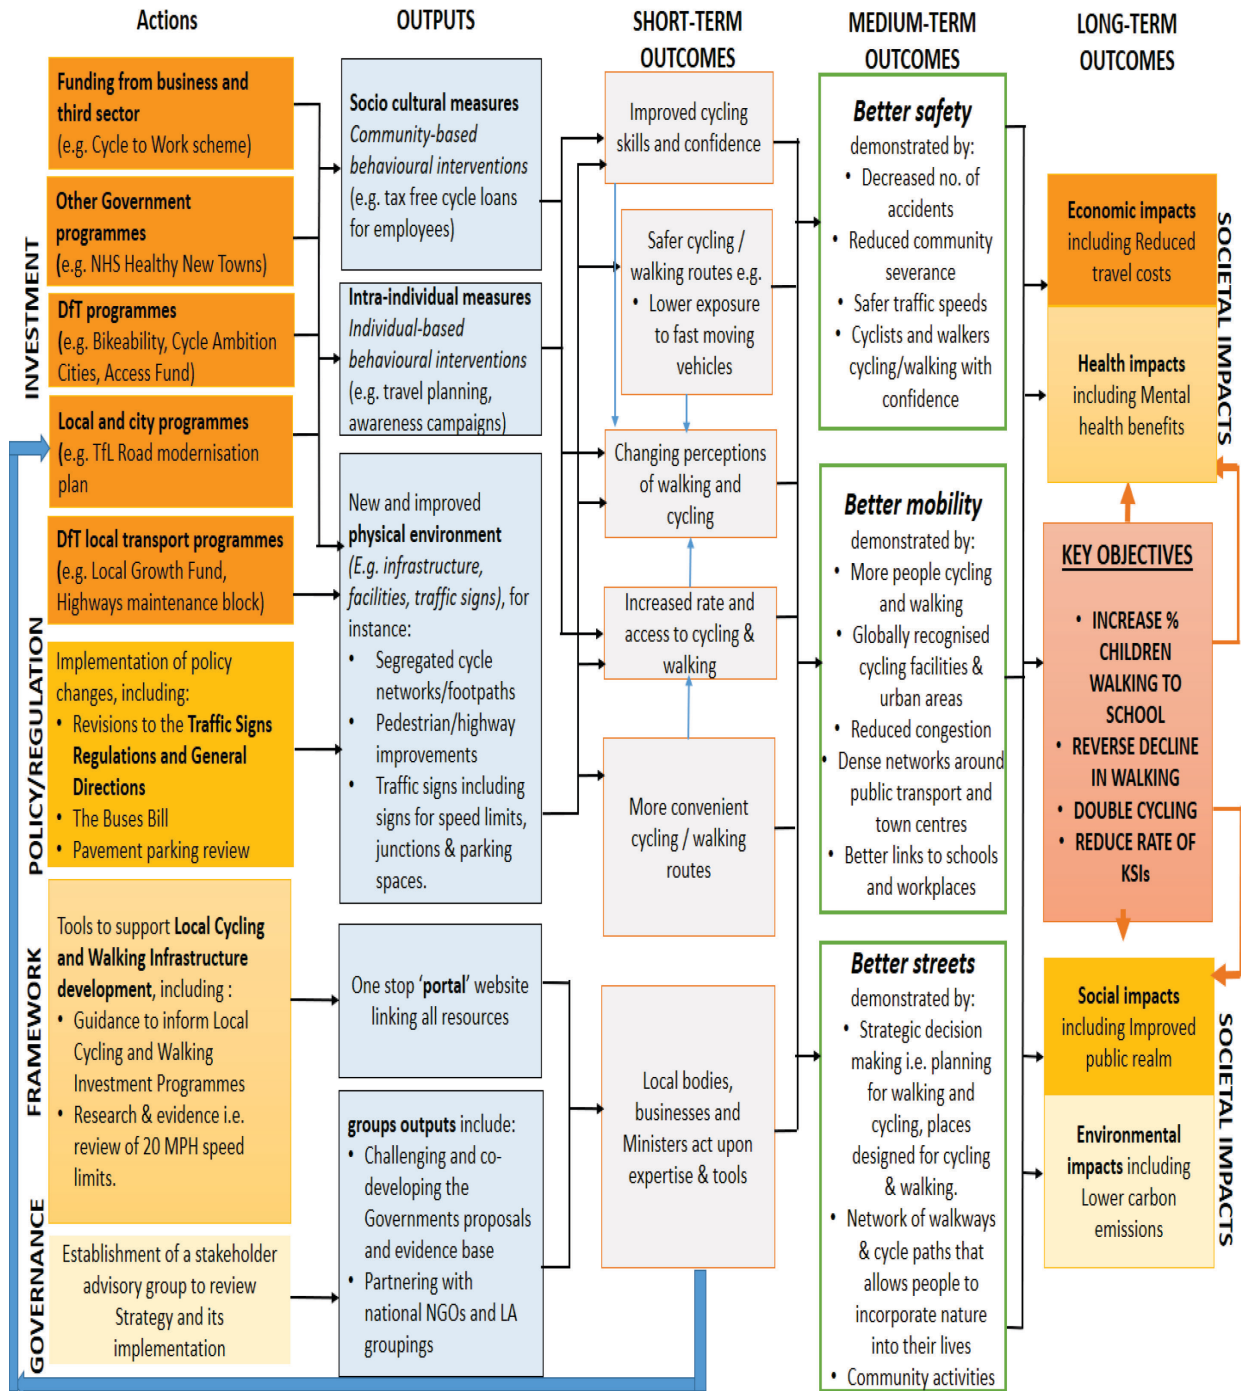 Actions
OUTPUTS
SHORT-TERM
OUTCOMES
MEDIUM-TERM
OUTCOMES
LONG-TERM
OUTCOMES
INVESTMENT
POLICY/REGULATION
FRAMEWORK
GOVERNANCE
Funding from business and
third sector
(e.g. Cycle to Work scheme)
Other Government
programmes
(e.g. NHS Healthy New Towns)
DfT programmes
(e.g. Bikeability, Cycle Ambition
Cities, Access Fund)
Local and city programmes
(e.g. TfL Road modernisation
plan
DfT local transport programmes
(e.g. Local Growth Fund,
Highways maintenance block)
Implementation of policy
changes, including:
• Revisions to the Traffic Signs
Regulations and General
Directions
• The Buses Bill
• Pavement parking review
Tools to support Local Cycling
and Walking Infrastructure
development, including :
• Guidance to inform Local
Cycling and Walking
Investment Programmes
• Research & evidence i.e.
review of 20 MPH speed
limits.
Establishment of a stakeholder
advisory group to review
Strategy and its
implementation
Socio cultural measures
Community-based
behavioural interventions
(e.g. tax free cycle loans
for employees)
Intra-individual measures
Individual-based
behavioural interventions
(e.g. travel planning,
awareness campaigns)
New and improved
physical environment
(E.g. infrastructure,
facilities, traffic signs), for
instance:
• Segregated cycle
networks/footpaths
• Pedestrian/highway
improvements
• Traffic signs including
signs for speed limits,
junctions & parking
spaces.
One stop ‘portal’ website
linking all resources
groups outputs include:
• Challenging and co-
developing the
Governments proposals
and evidence base
• Partnering with
national NGOs and LA
groupings
Improved cycling
skills and confidence
Safer cycling /
walking routes e.g.
• Lower exposure
to fast moving
vehicles
Changing perceptions
of walking and
cycling
Increased rate and
access to cycling &
walking
More convenient
cycling / walking
routes
Local bodies,
businesses and
Ministers act upon
expertise & tools
Better safety
demonstrated by:
• Decreased no. of
accidents
• Reduced community
severance
• Safer traffic speeds
• Cyclists and walkers
cycling/walking with
confidence
Better mobility
demonstrated by:
• More people cycling
and walking
• Globally recognised
cycling facilities &
urban areas
• Reduced congestion
• Dense networks around
public transport and
town centres
• Better links to schools
and workplaces
Better streets
demonstrated by:
• Strategic decision
making i.e. planning
for walking and
cycling, places
designed for cycling
& walking.
• Network of walkways
& cycle paths that
allows people to
incorporate nature
into their lives
• Community activities
Economic impacts
including Reduced
travel costs
Health impacts
including Mental
health benefits
KEY OBJECTIVES
• INCREASE %
CHILDREN
WALKING TO
SCHOOL
• REVERSE DECLINE
IN WALKING
• DOUBLE CYCLING
• REDUCE RATE OF
KSIs
Social impacts
including Improved
public realm
Environmental
impacts including
Lower carbon
emissions
SOCIETAL IMPACTS
SOCIETAL IMPACTS